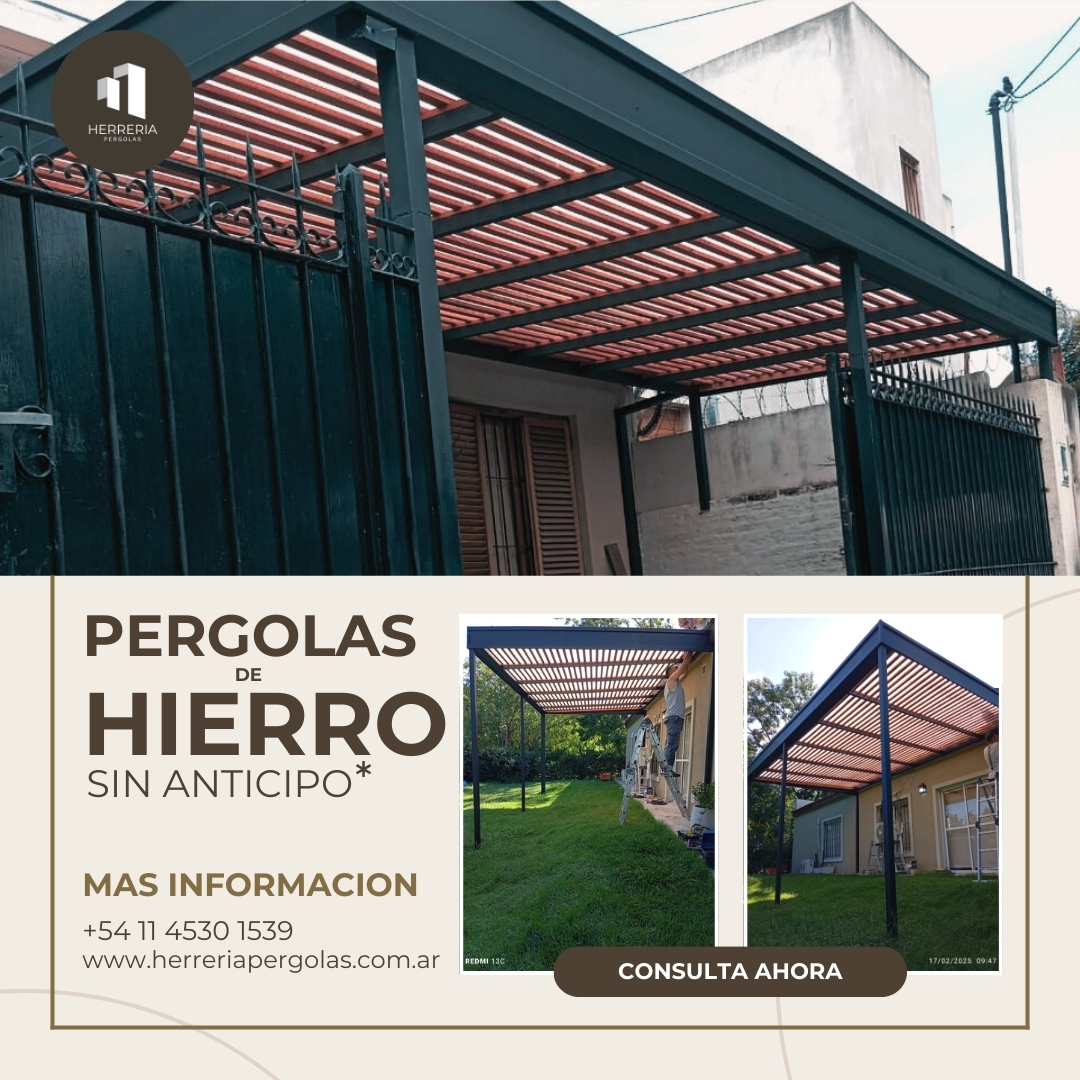 HERRERIA
PERGOLAS
PERGOLAS
DE
HIERRO
SIN ANTICIPO*
MAS INFORMACION
+54 11 4530 1539
www.herreriapergolas.com.ar
REDMI 13C
17/02/2025 09:47
CONSULTA AHORA